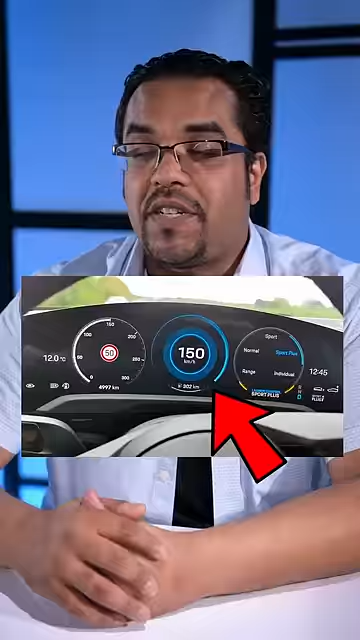 150
100
200
50
50
250
0
300
12.0 °C
4997 km
150
km/h
302 km
Sport
Normal
Sport Plus
Range
Individual
SPORT PLUS
12:45
D